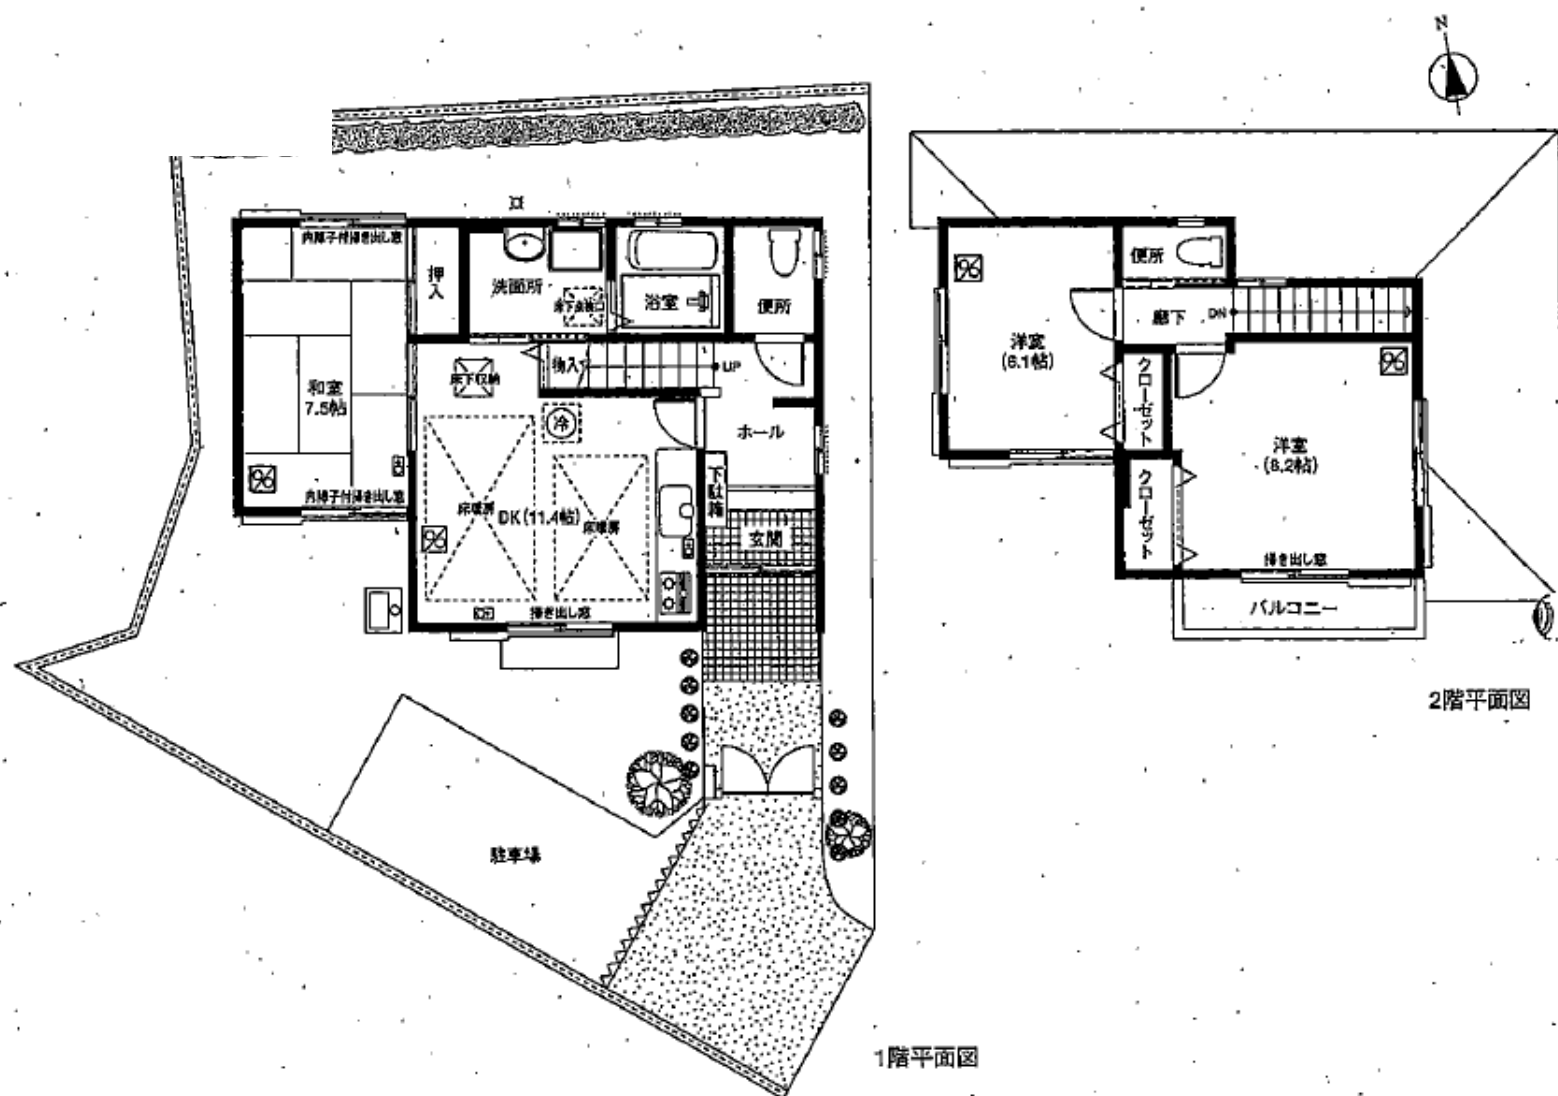 N
内障子付掃き出し窓
押入
洗面所
床下点検口
浴室
便所
和室
7.5帖
床下収納
物入
UP
冷
ホール
下駄箱
床暖房
DK(11.4帖)
床暖房
玄関
内障子付掃き出し窓
掃き出し窓
駐車場
1階平面図
便所
洋室
(6.1帖)
廊下
DN
クローゼット
クローゼット
洋室
(8.2帖)
掃き出し窓
バルコニー
2階平面図